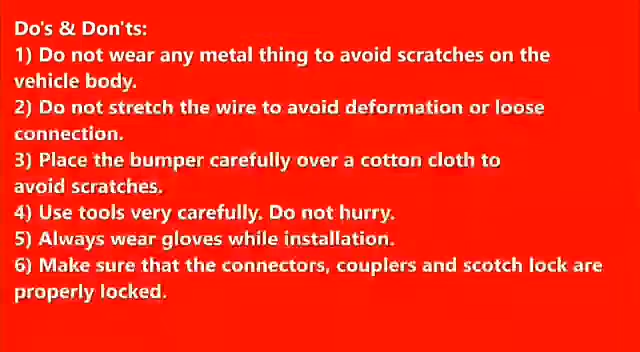 Do's & Don'ts:
1) Do not wear any metal thing to avoid scratches on the
vehicle body.
2) Do not stretch the wire to avoid deformation or loose
connection.
3) Place the bumper carefully over a cotton cloth to
avoid scratches.
4) Use tools very carefully. Do not hurry.
5) Always wear gloves while installation.
6) Make sure that the connectors, couplers and scotch lock are
properly locked.